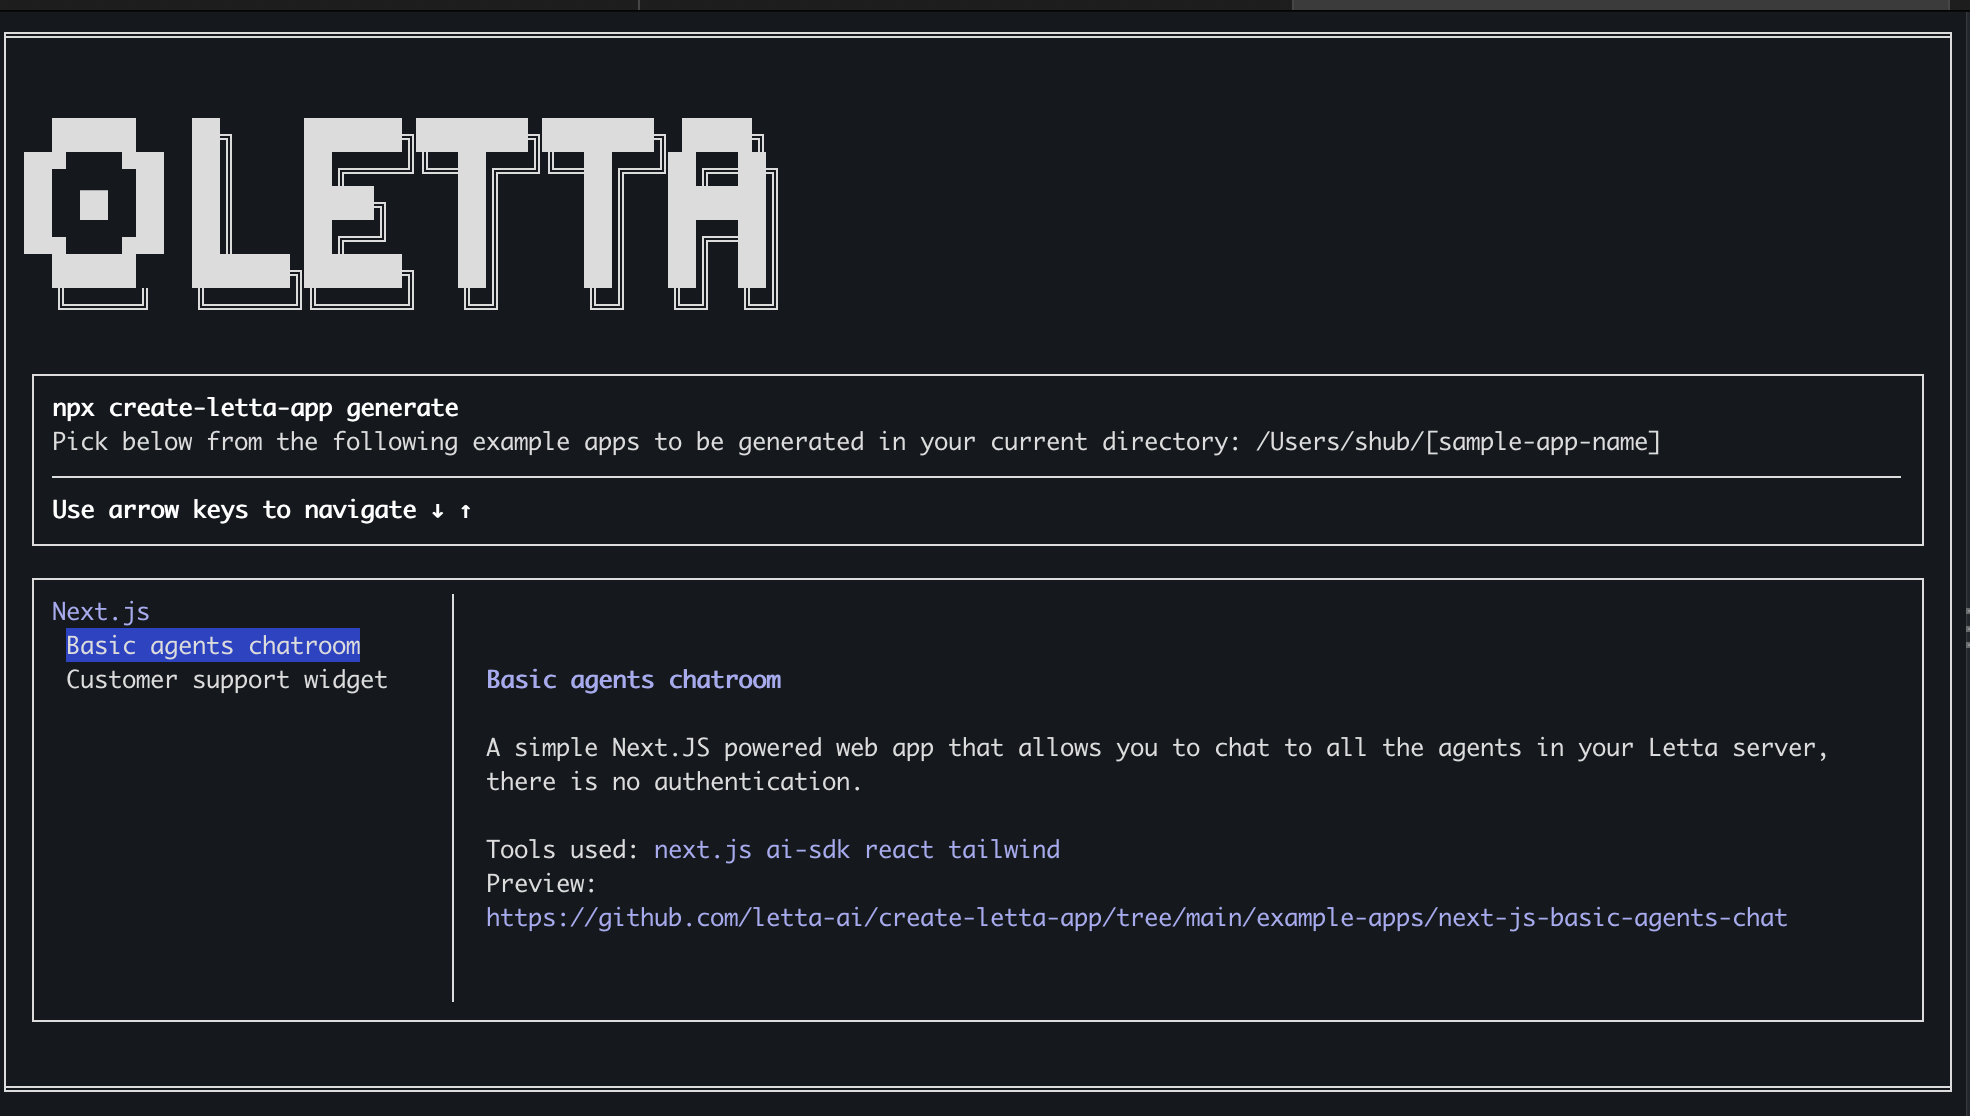 LETTA
npx create-letta-app generate
Pick below from the following example apps to be generated in your current directory: /Users/shub/[sample-app-name]
Use arrow keys to navigate ↓ ↑
Next.js
Basic agents chatroom
Customer support widget
Basic agents chatroom
A simple Next.JS powered web app that allows you to chat to all the agents in your Letta server,
there is no authentication.
Tools used: next.js ai-sdk react tailwind
Preview:
https://github.com/letta-ai/create-letta-app/tree/main/example-apps/next-js-basic-agents-chat